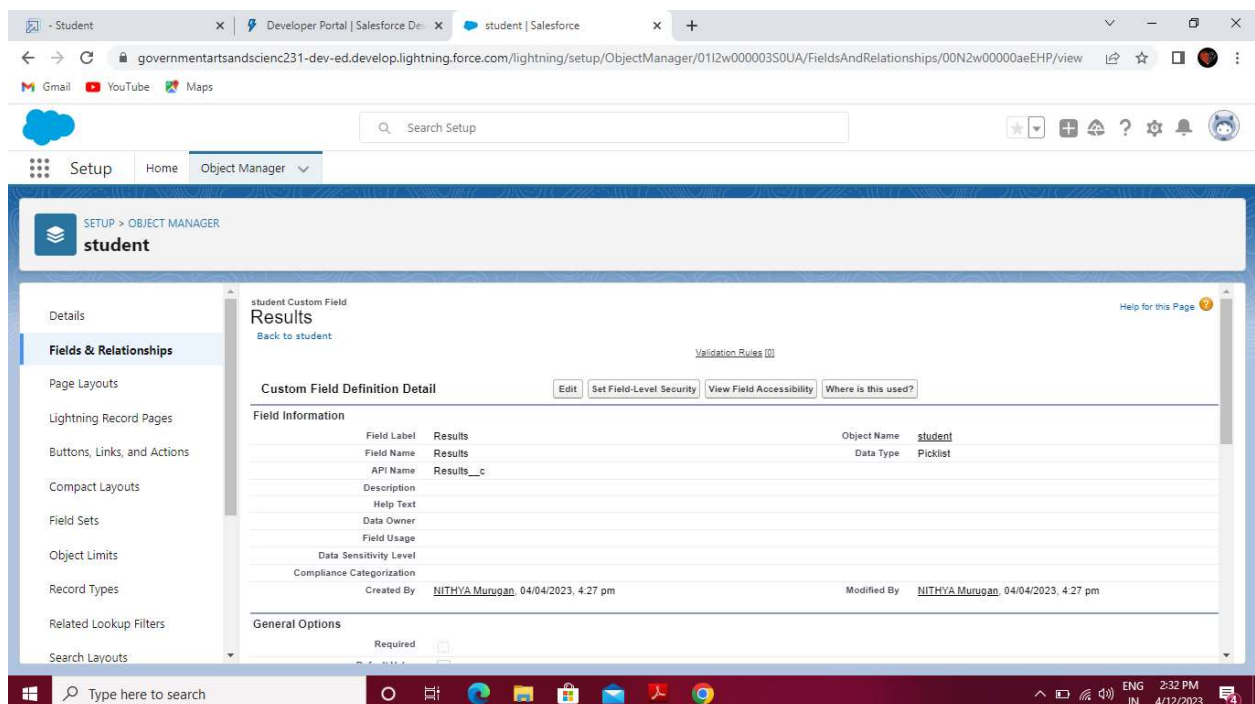 - Student
Developer Portal | Salesforce De
student | Salesforce
governmentartsandscienc231-dev-ed.develop.lightning.force.com/lightning/setup/ObjectManager/01I2w000003S0UA/FieldsAndRelationships/00N2w00000aeEHP/view
Gmail YouTube Maps
Search Setup
Setup Home Object Manager
SETUP > OBJECT MANAGER
student
Details
Fields & Relationships
Page Layouts
Lightning Record Pages
Buttons, Links, and Actions
Compact Layouts
Field Sets
Object Limits
Record Types
Related Lookup Filters
Search Layouts
student Custom Field
Results
Back to student
Help for this Page
Validation Rules [0]
Custom Field Definition Detail Edit Set Field-Level Security View Field Accessibility Where is this used?
Field Information
Field Label Results Object Name student
Field Name Results Data Type Picklist
API Name Results__c
Description
Help Text
Data Owner
Field Usage
Data Sensitivity Level
Compliance Categorization
Created By NITHYA Murugan, 04/04/2023, 4:27 pm Modified By NITHYA Murugan, 04/04/2023, 4:27 pm
General Options
Required
Type here to search
ENG 2:32 PM
IN 4/12/2023
4